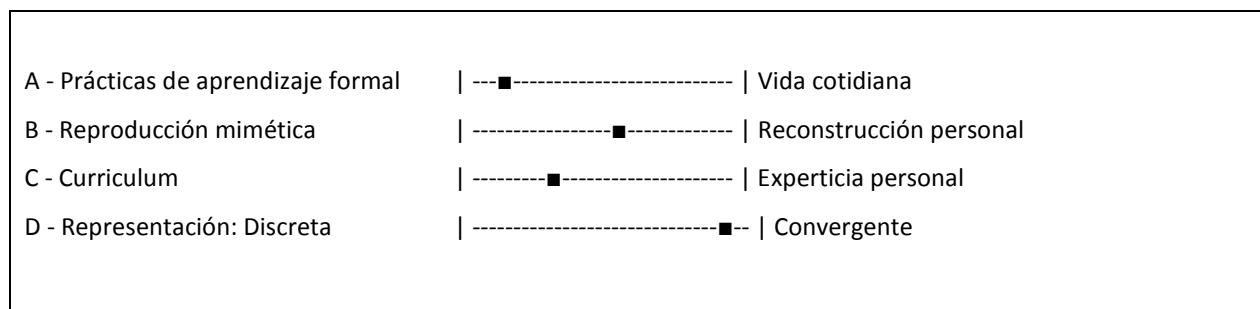 A - Prácticas de aprendizaje formal | ---■--------------------------- | Vida cotidiana
B - Reproducción mimética | -----------------■------------- | Reconstrucción personal
C - Curriculum | ---------■--------------------- | Experticia personal
D - Representación: Discreta | ------------------------------■-- | Convergente